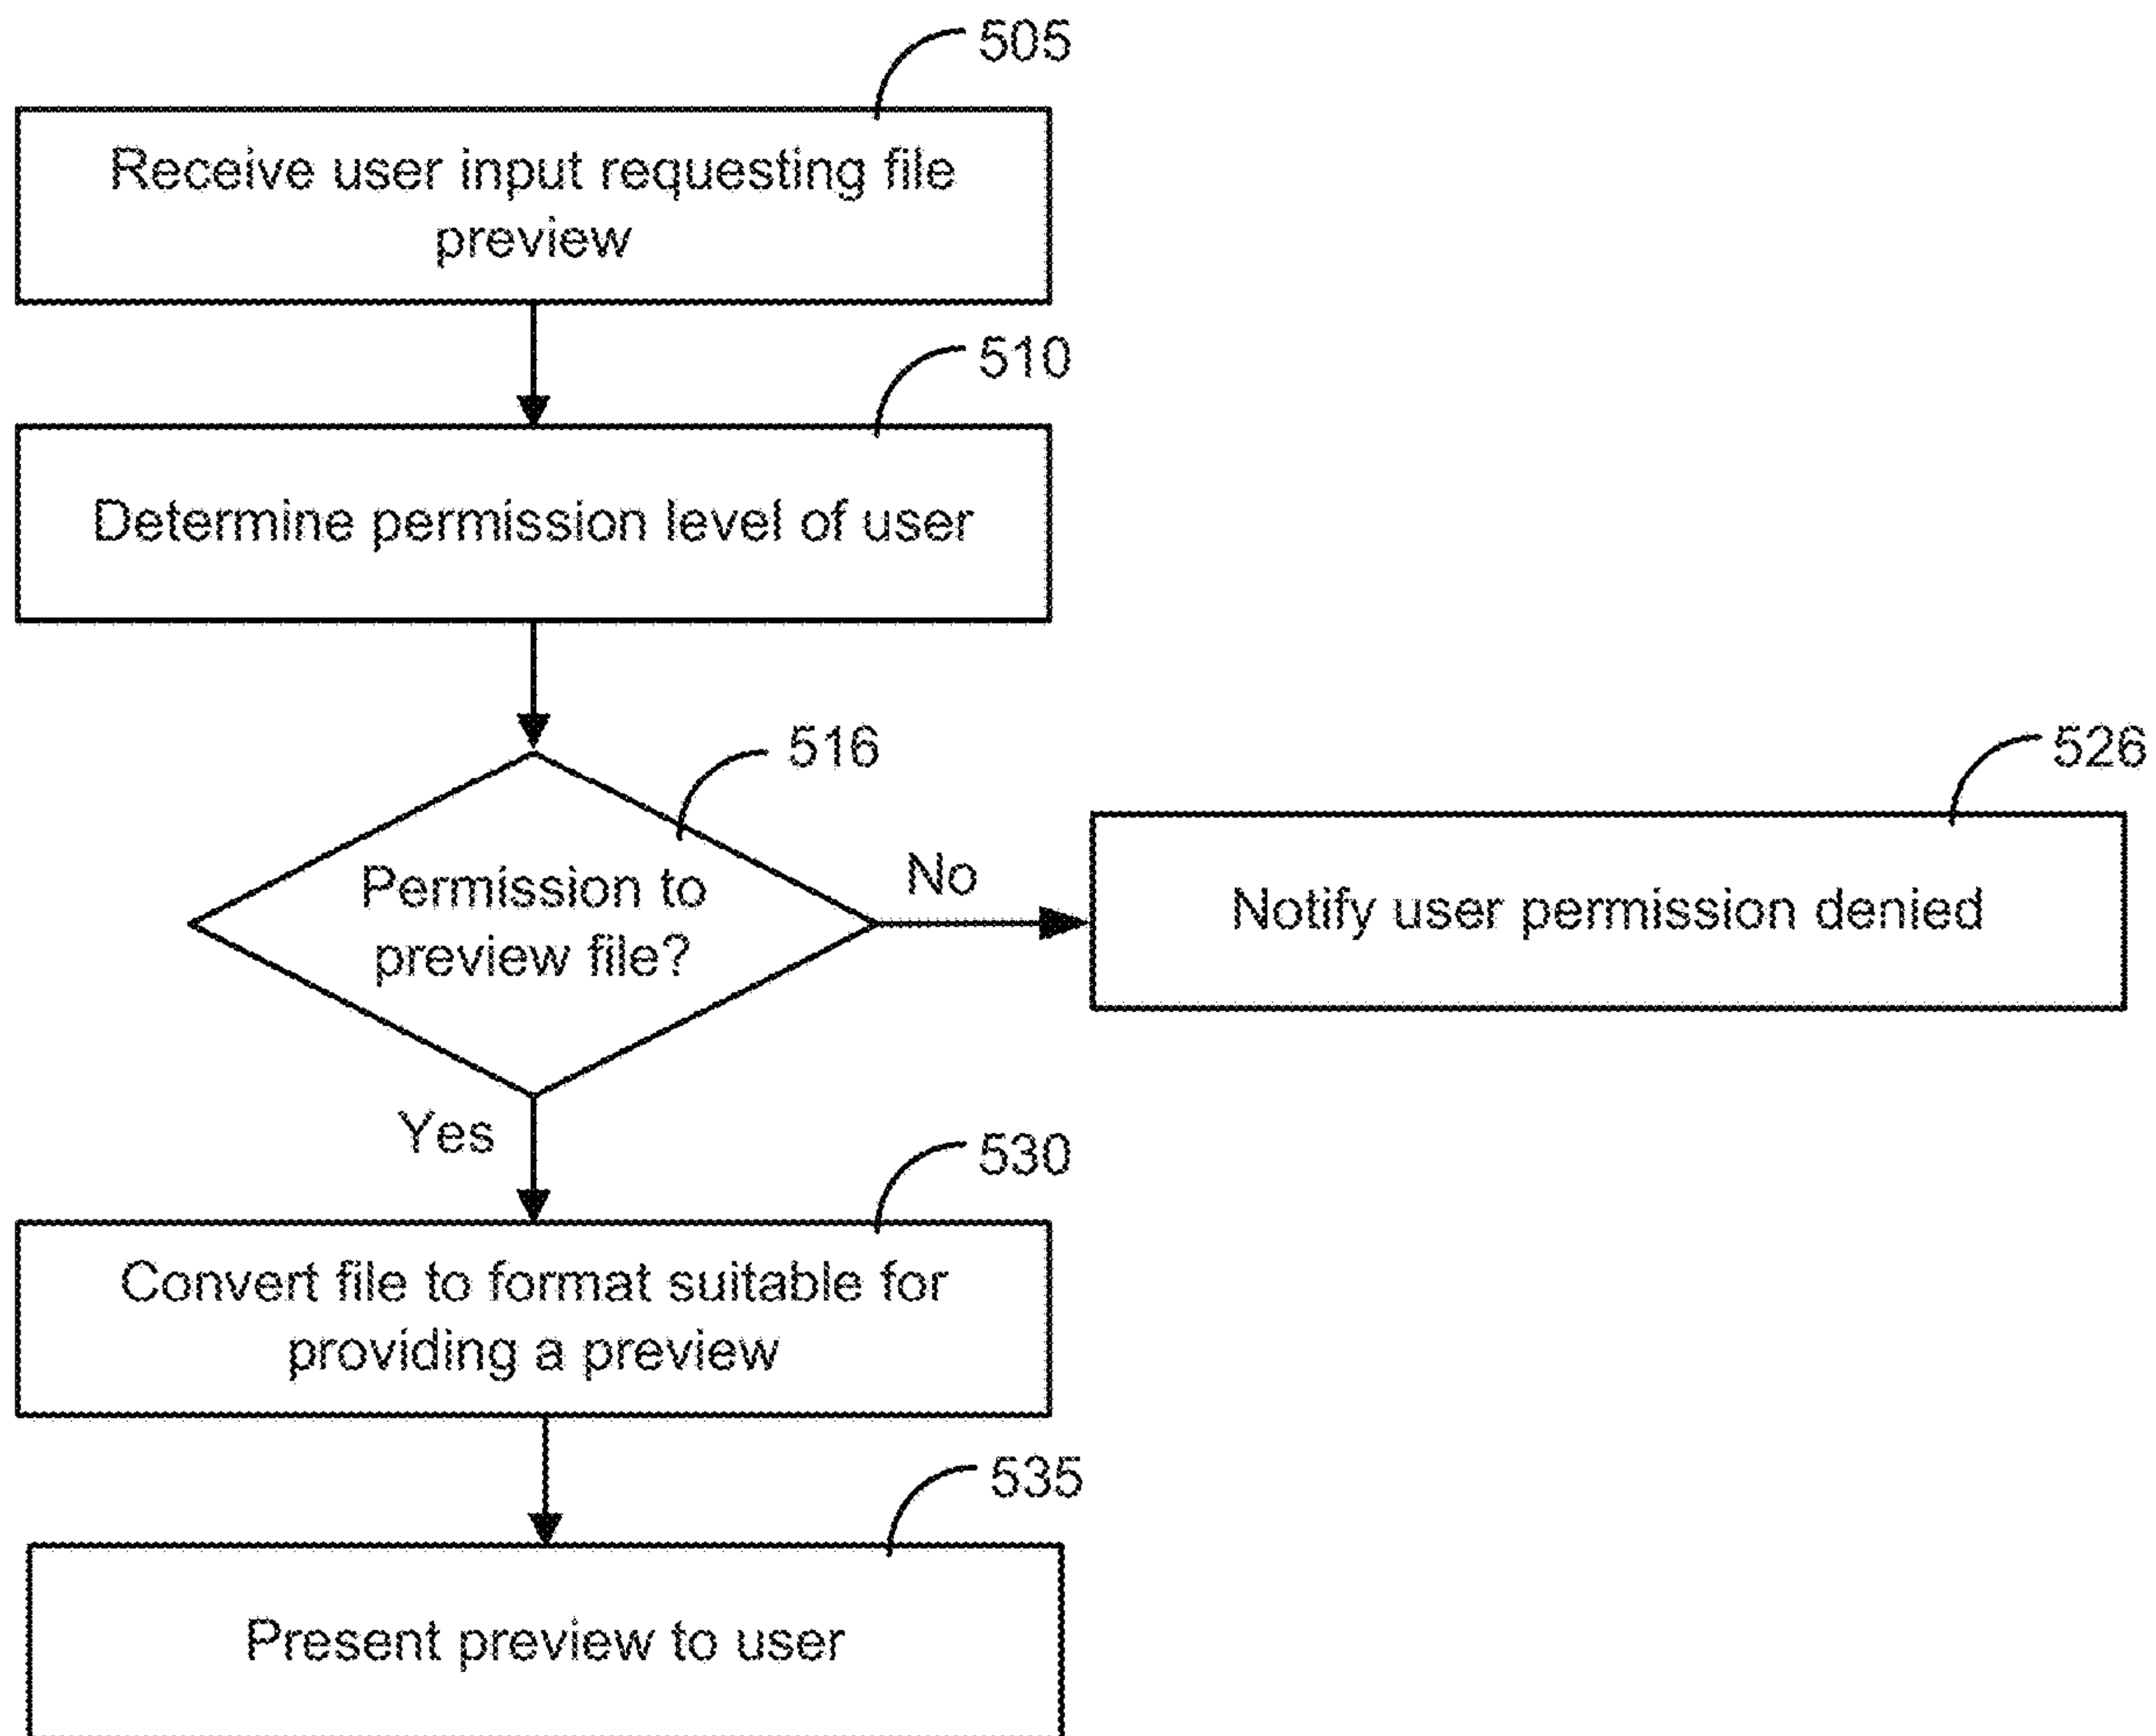 505
Receive user input requesting file
preview
510
Determine permission level of user
516
Permission to
preview file?
No
526
Notify user permission denied
Yes
530
Convert file to format suitable for
providing a preview
535
Present preview to user